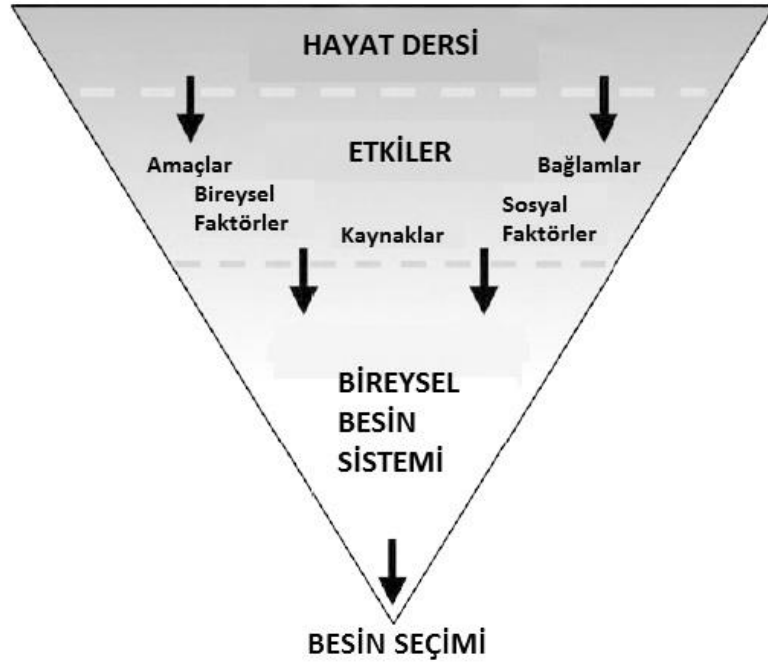 HAYAT DERSİ
ETKİLER
Amaçlar
Bağlamlar
Bireysel
Faktörler
Sosyal
Faktörler
Kaynaklar
BİREYSEL
BESİN
SİSTEMİ
BESİN SEÇİMİ